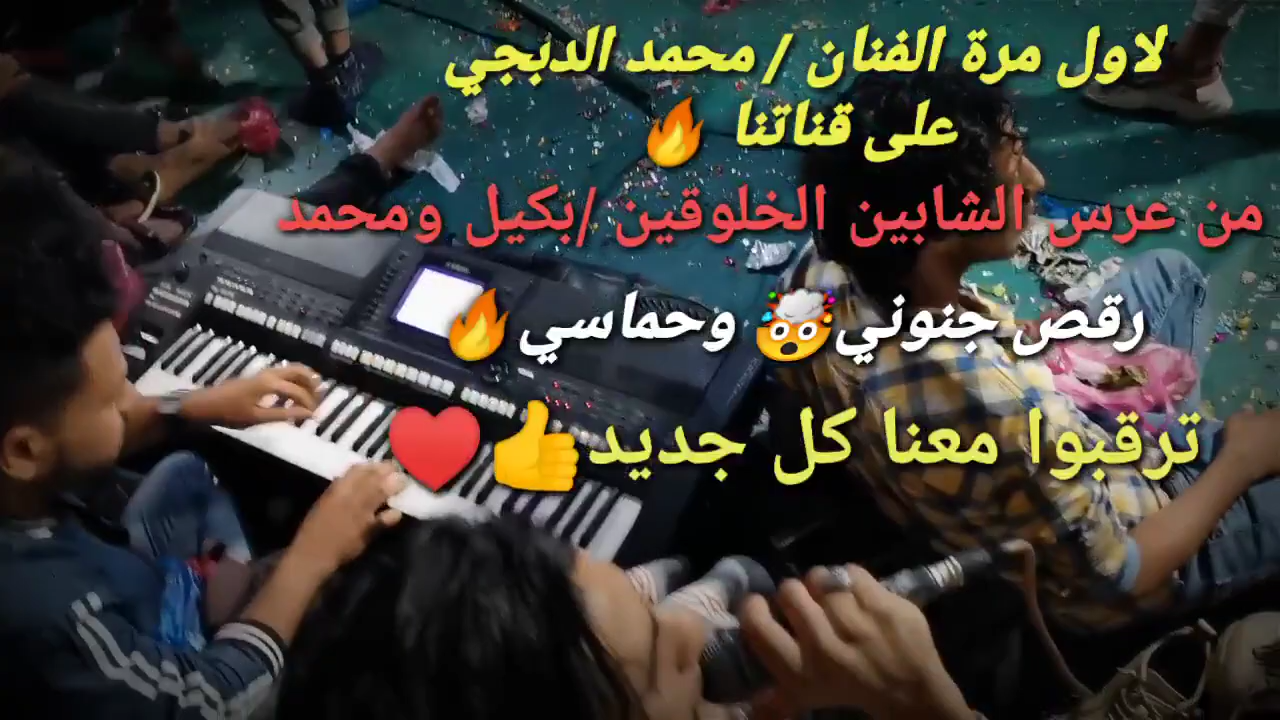 لاول مرة الفنان / محمد الدبجي
على قناتنا 🔥
من عرس الشابين الخلوقين /بكيل ومحمد
رقص جنوني🤯 وحماسي🔥
ترقبوا معنا كل جديد👍♥
YAMAHA